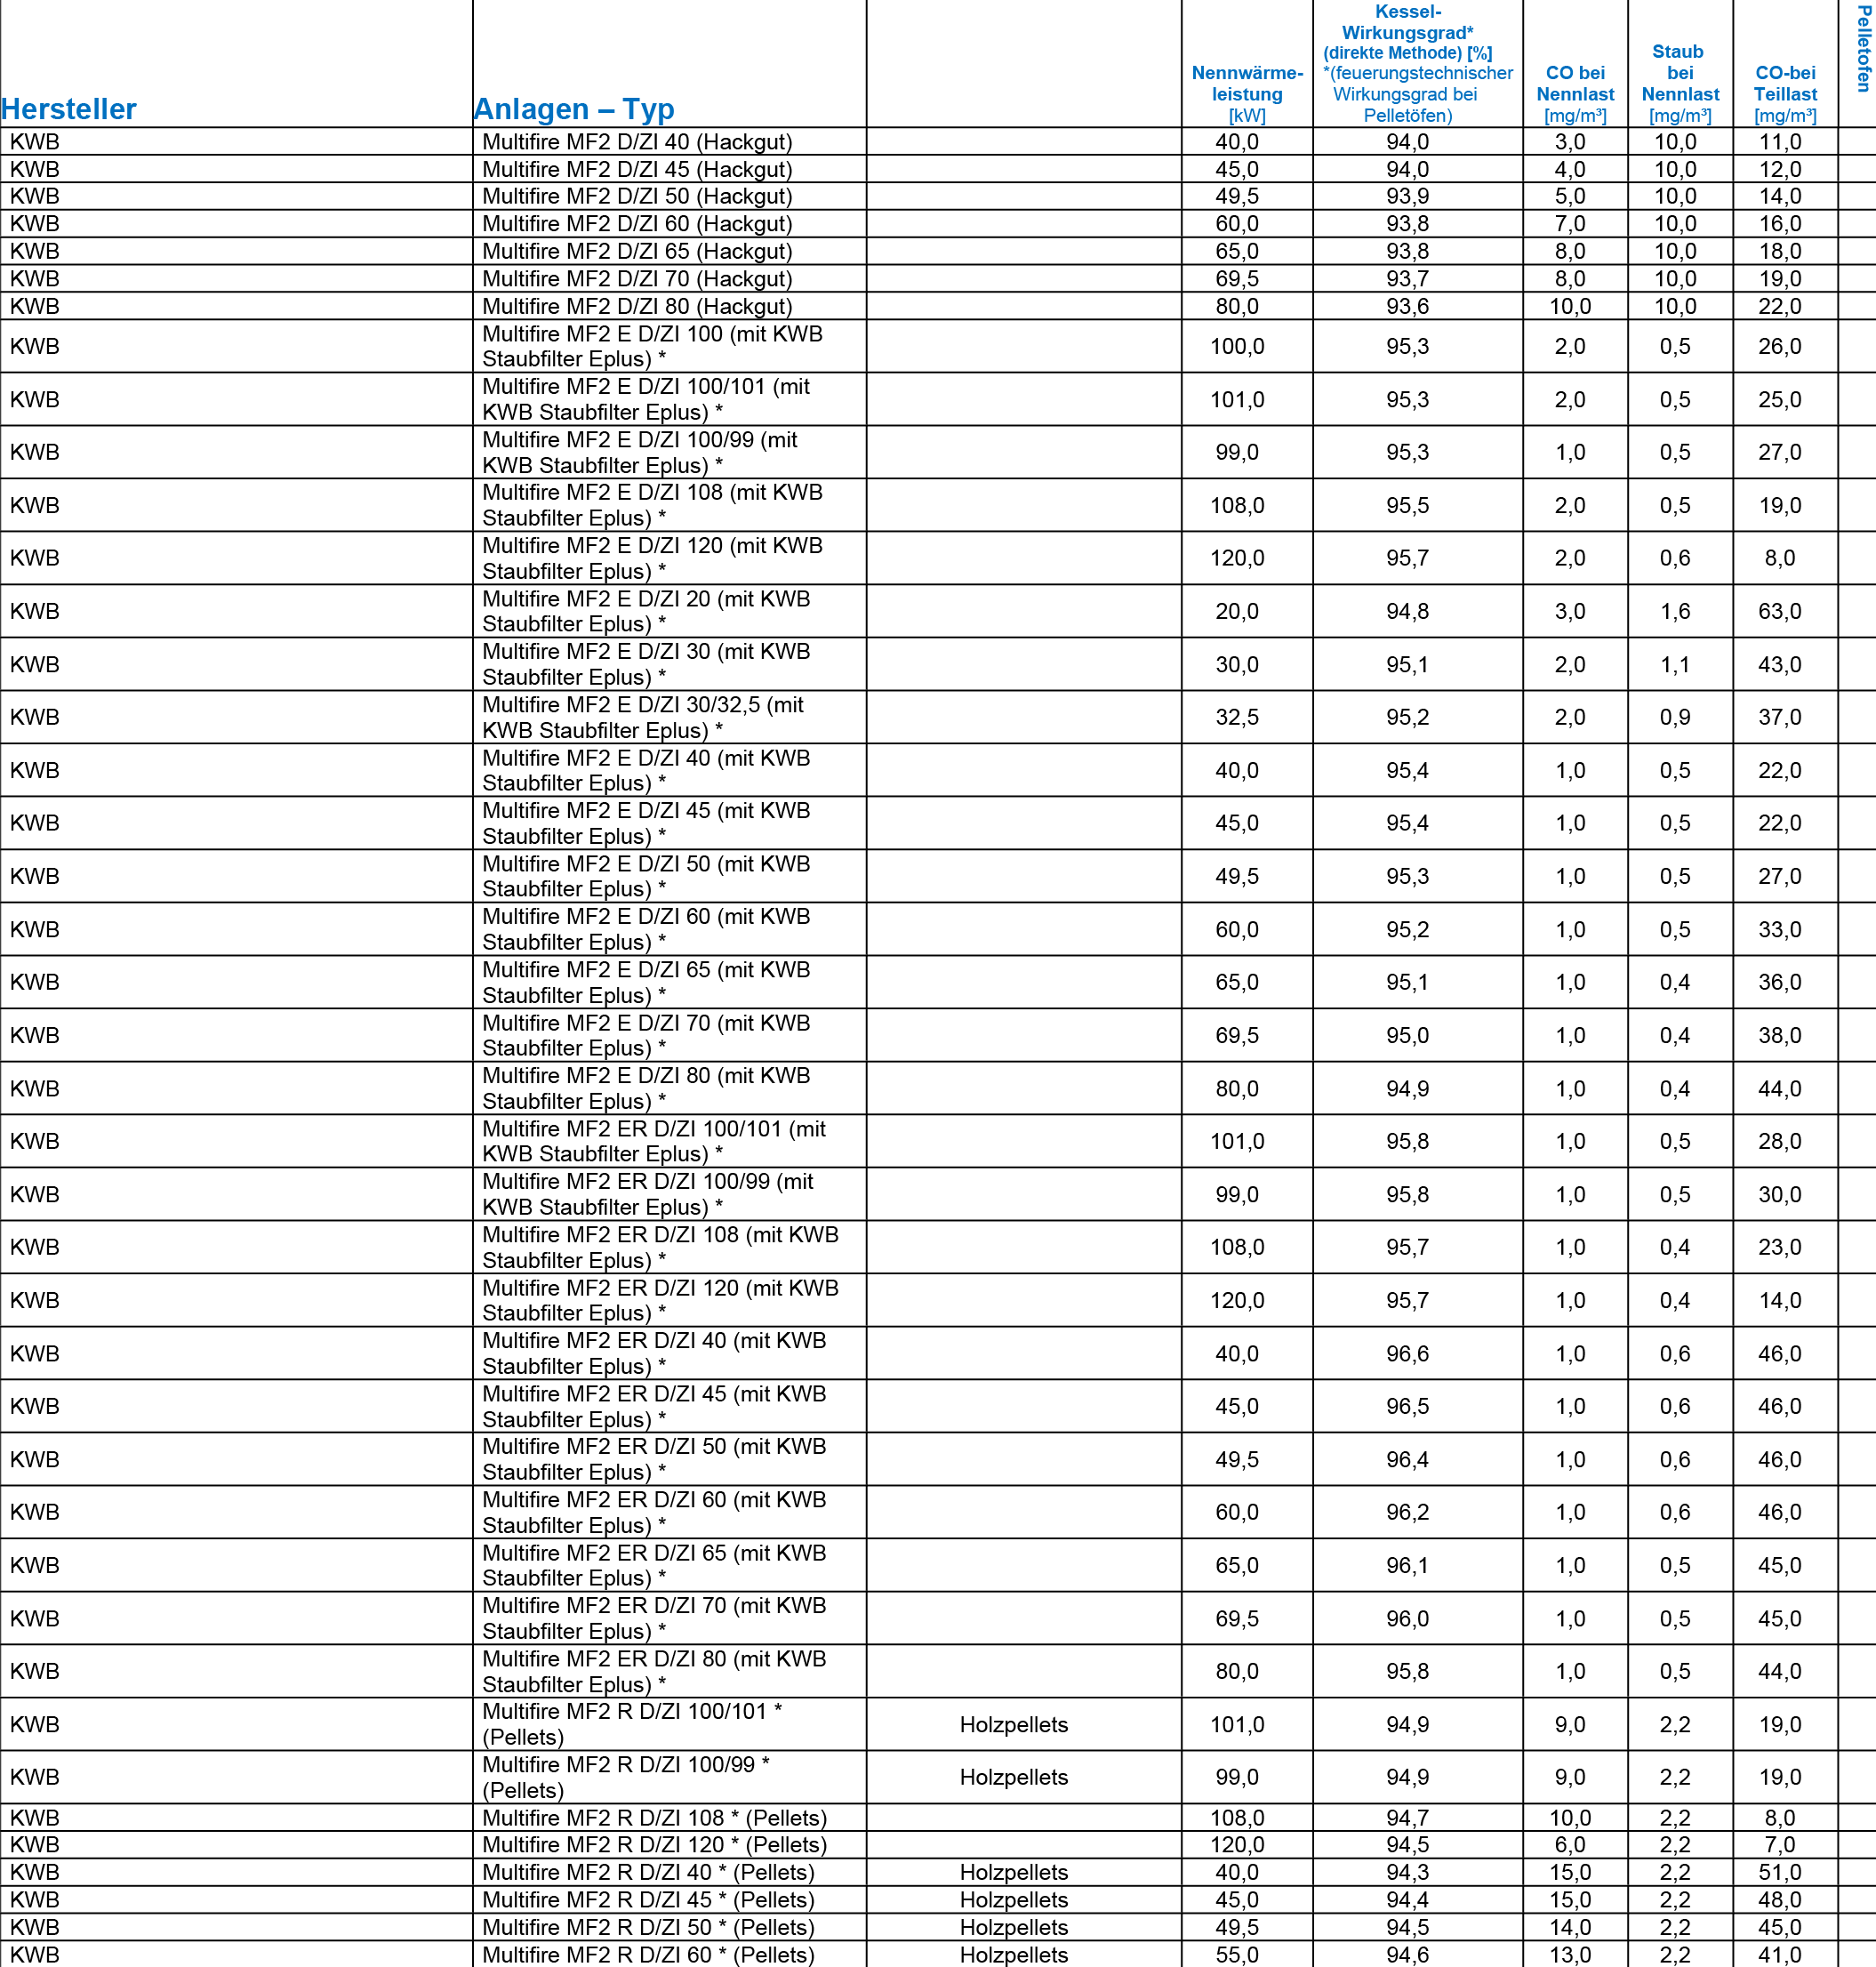 Hersteller
Anlagen – Typ
Nennwärme-
leistung
[kW]
Kessel-
Wirkungsgrad*
(direkte Methode) [%]
*(feuerungstechnischer
Wirkungsgrad bei
Pelletöfen)
CO bei
Nennlast
[mg/m³]
Staub
bei
Nennlast
[mg/m³]
CO-bei
Teillast
[mg/m³]
Pelletofen
KWB Multifire MF2 D/ZI 40 (Hackgut) 40,0 94,0 3,0 10,0 11,0
KWB Multifire MF2 D/ZI 45 (Hackgut) 45,0 94,0 4,0 10,0 12,0
KWB Multifire MF2 D/ZI 50 (Hackgut) 49,5 93,9 5,0 10,0 14,0
KWB Multifire MF2 D/ZI 60 (Hackgut) 60,0 93,8 7,0 10,0 16,0
KWB Multifire MF2 D/ZI 65 (Hackgut) 65,0 93,8 8,0 10,0 18,0
KWB Multifire MF2 D/ZI 70 (Hackgut) 69,5 93,7 8,0 10,0 19,0
KWB Multifire MF2 D/ZI 80 (Hackgut) 80,0 93,6 10,0 10,0 22,0
KWB Multifire MF2 E D/ZI 100 (mit KWB
Staubfilter Eplus) * 100,0 95,3 2,0 0,5 26,0
KWB Multifire MF2 E D/ZI 100/101 (mit
KWB Staubfilter Eplus) * 101,0 95,3 2,0 0,5 25,0
KWB Multifire MF2 E D/ZI 100/99 (mit
KWB Staubfilter Eplus) * 99,0 95,3 1,0 0,5 27,0
KWB Multifire MF2 E D/ZI 108 (mit KWB
Staubfilter Eplus) * 108,0 95,5 2,0 0,5 19,0
KWB Multifire MF2 E D/ZI 120 (mit KWB
Staubfilter Eplus) * 120,0 95,7 2,0 0,6 8,0
KWB Multifire MF2 E D/ZI 20 (mit KWB
Staubfilter Eplus) * 20,0 94,8 3,0 1,6 63,0
KWB Multifire MF2 E D/ZI 30 (mit KWB
Staubfilter Eplus) * 30,0 95,1 2,0 1,1 43,0
KWB Multifire MF2 E D/ZI 30/32,5 (mit
KWB Staubfilter Eplus) * 32,5 95,2 2,0 0,9 37,0
KWB Multifire MF2 E D/ZI 40 (mit KWB
Staubfilter Eplus) * 40,0 95,4 1,0 0,5 22,0
KWB Multifire MF2 E D/ZI 45 (mit KWB
Staubfilter Eplus) * 45,0 95,4 1,0 0,5 22,0
KWB Multifire MF2 E D/ZI 50 (mit KWB
Staubfilter Eplus) * 49,5 95,3 1,0 0,5 27,0
KWB Multifire MF2 E D/ZI 60 (mit KWB
Staubfilter Eplus) * 60,0 95,2 1,0 0,5 33,0
KWB Multifire MF2 E D/ZI 65 (mit KWB
Staubfilter Eplus) * 65,0 95,1 1,0 0,4 36,0
KWB Multifire MF2 E D/ZI 70 (mit KWB
Staubfilter Eplus) * 69,5 95,0 1,0 0,4 38,0
KWB Multifire MF2 E D/ZI 80 (mit KWB
Staubfilter Eplus) * 80,0 94,9 1,0 0,4 44,0
KWB Multifire MF2 ER D/ZI 100/101 (mit
KWB Staubfilter Eplus) * 101,0 95,8 1,0 0,5 28,0
KWB Multifire MF2 ER D/ZI 100/99 (mit
KWB Staubfilter Eplus) * 99,0 95,8 1,0 0,5 30,0
KWB Multifire MF2 ER D/ZI 108 (mit KWB
Staubfilter Eplus) * 108,0 95,7 1,0 0,4 23,0
KWB Multifire MF2 ER D/ZI 120 (mit KWB
Staubfilter Eplus) * 120,0 95,7 1,0 0,4 14,0
KWB Multifire MF2 ER D/ZI 40 (mit KWB
Staubfilter Eplus) * 40,0 96,6 1,0 0,6 46,0
KWB Multifire MF2 ER D/ZI 45 (mit KWB
Staubfilter Eplus) * 45,0 96,5 1,0 0,6 46,0
KWB Multifire MF2 ER D/ZI 50 (mit KWB
Staubfilter Eplus) * 49,5 96,4 1,0 0,6 46,0
KWB Multifire MF2 ER D/ZI 60 (mit KWB
Staubfilter Eplus) * 60,0 96,2 1,0 0,6 46,0
KWB Multifire MF2 ER D/ZI 65 (mit KWB
Staubfilter Eplus) * 65,0 96,1 1,0 0,5 45,0
KWB Multifire MF2 ER D/ZI 70 (mit KWB
Staubfilter Eplus) * 69,5 96,0 1,0 0,5 45,0
KWB Multifire MF2 ER D/ZI 80 (mit KWB
Staubfilter Eplus) * 80,0 95,8 1,0 0,5 44,0
KWB Multifire MF2 R D/ZI 100/101 *
(Pellets) Holzpellets 101,0 94,9 9,0 2,2 19,0
KWB Multifire MF2 R D/ZI 100/99 *
(Pellets) Holzpellets 99,0 94,9 9,0 2,2 19,0
KWB Multifire MF2 R D/ZI 108 * (Pellets) 108,0 94,7 10,0 2,2 8,0
KWB Multifire MF2 R D/ZI 120 * (Pellets) 120,0 94,5 6,0 2,2 7,0
KWB Multifire MF2 R D/ZI 40 * (Pellets) Holzpellets 40,0 94,3 15,0 2,2 51,0
KWB Multifire MF2 R D/ZI 45 * (Pellets) Holzpellets 45,0 94,4 15,0 2,2 48,0
KWB Multifire MF2 R D/ZI 50 * (Pellets) Holzpellets 49,5 94,5 14,0 2,2 45,0
KWB Multifire MF2 R D/ZI 60 * (Pellets) Holzpellets 55,0 94,6 13,0 2,2 41,0